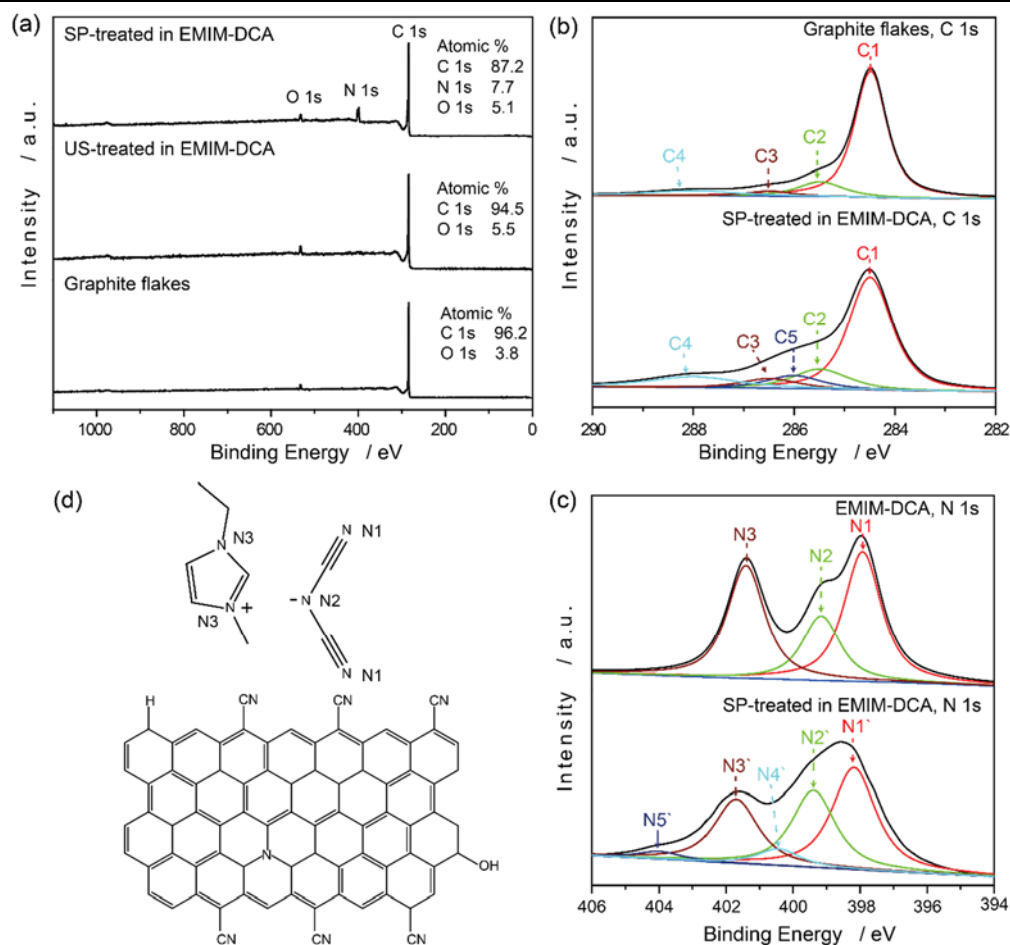 (a)
SP-treated in EMIM-DCA
C 1s
Atomic %
C 1s 87.2
N 1s 7.7
O 1s 5.1
O 1s
N 1s
US-treated in EMIM-DCA
Atomic %
C 1s 94.5
O 1s 5.5
Graphite flakes
Atomic %
C 1s 96.2
O 1s 3.8
Intensity / a.u.
1000 800 600 400 200 0
Binding Energy / eV
(b)
Graphite flakes, C 1s
C1
C2
C3
C4
SP-treated in EMIM-DCA, C 1s
C1
C2
C5
C3
C4
Intensity / a.u.
290 288 286 284 282
Binding Energy / eV
(d)
N3
N
N
N3
+
N N1
- N N2
N N1
H CN CN CN
N
OH
CN CN CN
(c)
EMIM-DCA, N 1s
N3
N2
N1
SP-treated in EMIM-DCA, N 1s
N1`
N2`
N3`
N4`
N5`
Intensity / a.u.
406 404 402 400 398 396 394
Binding Energy / eV